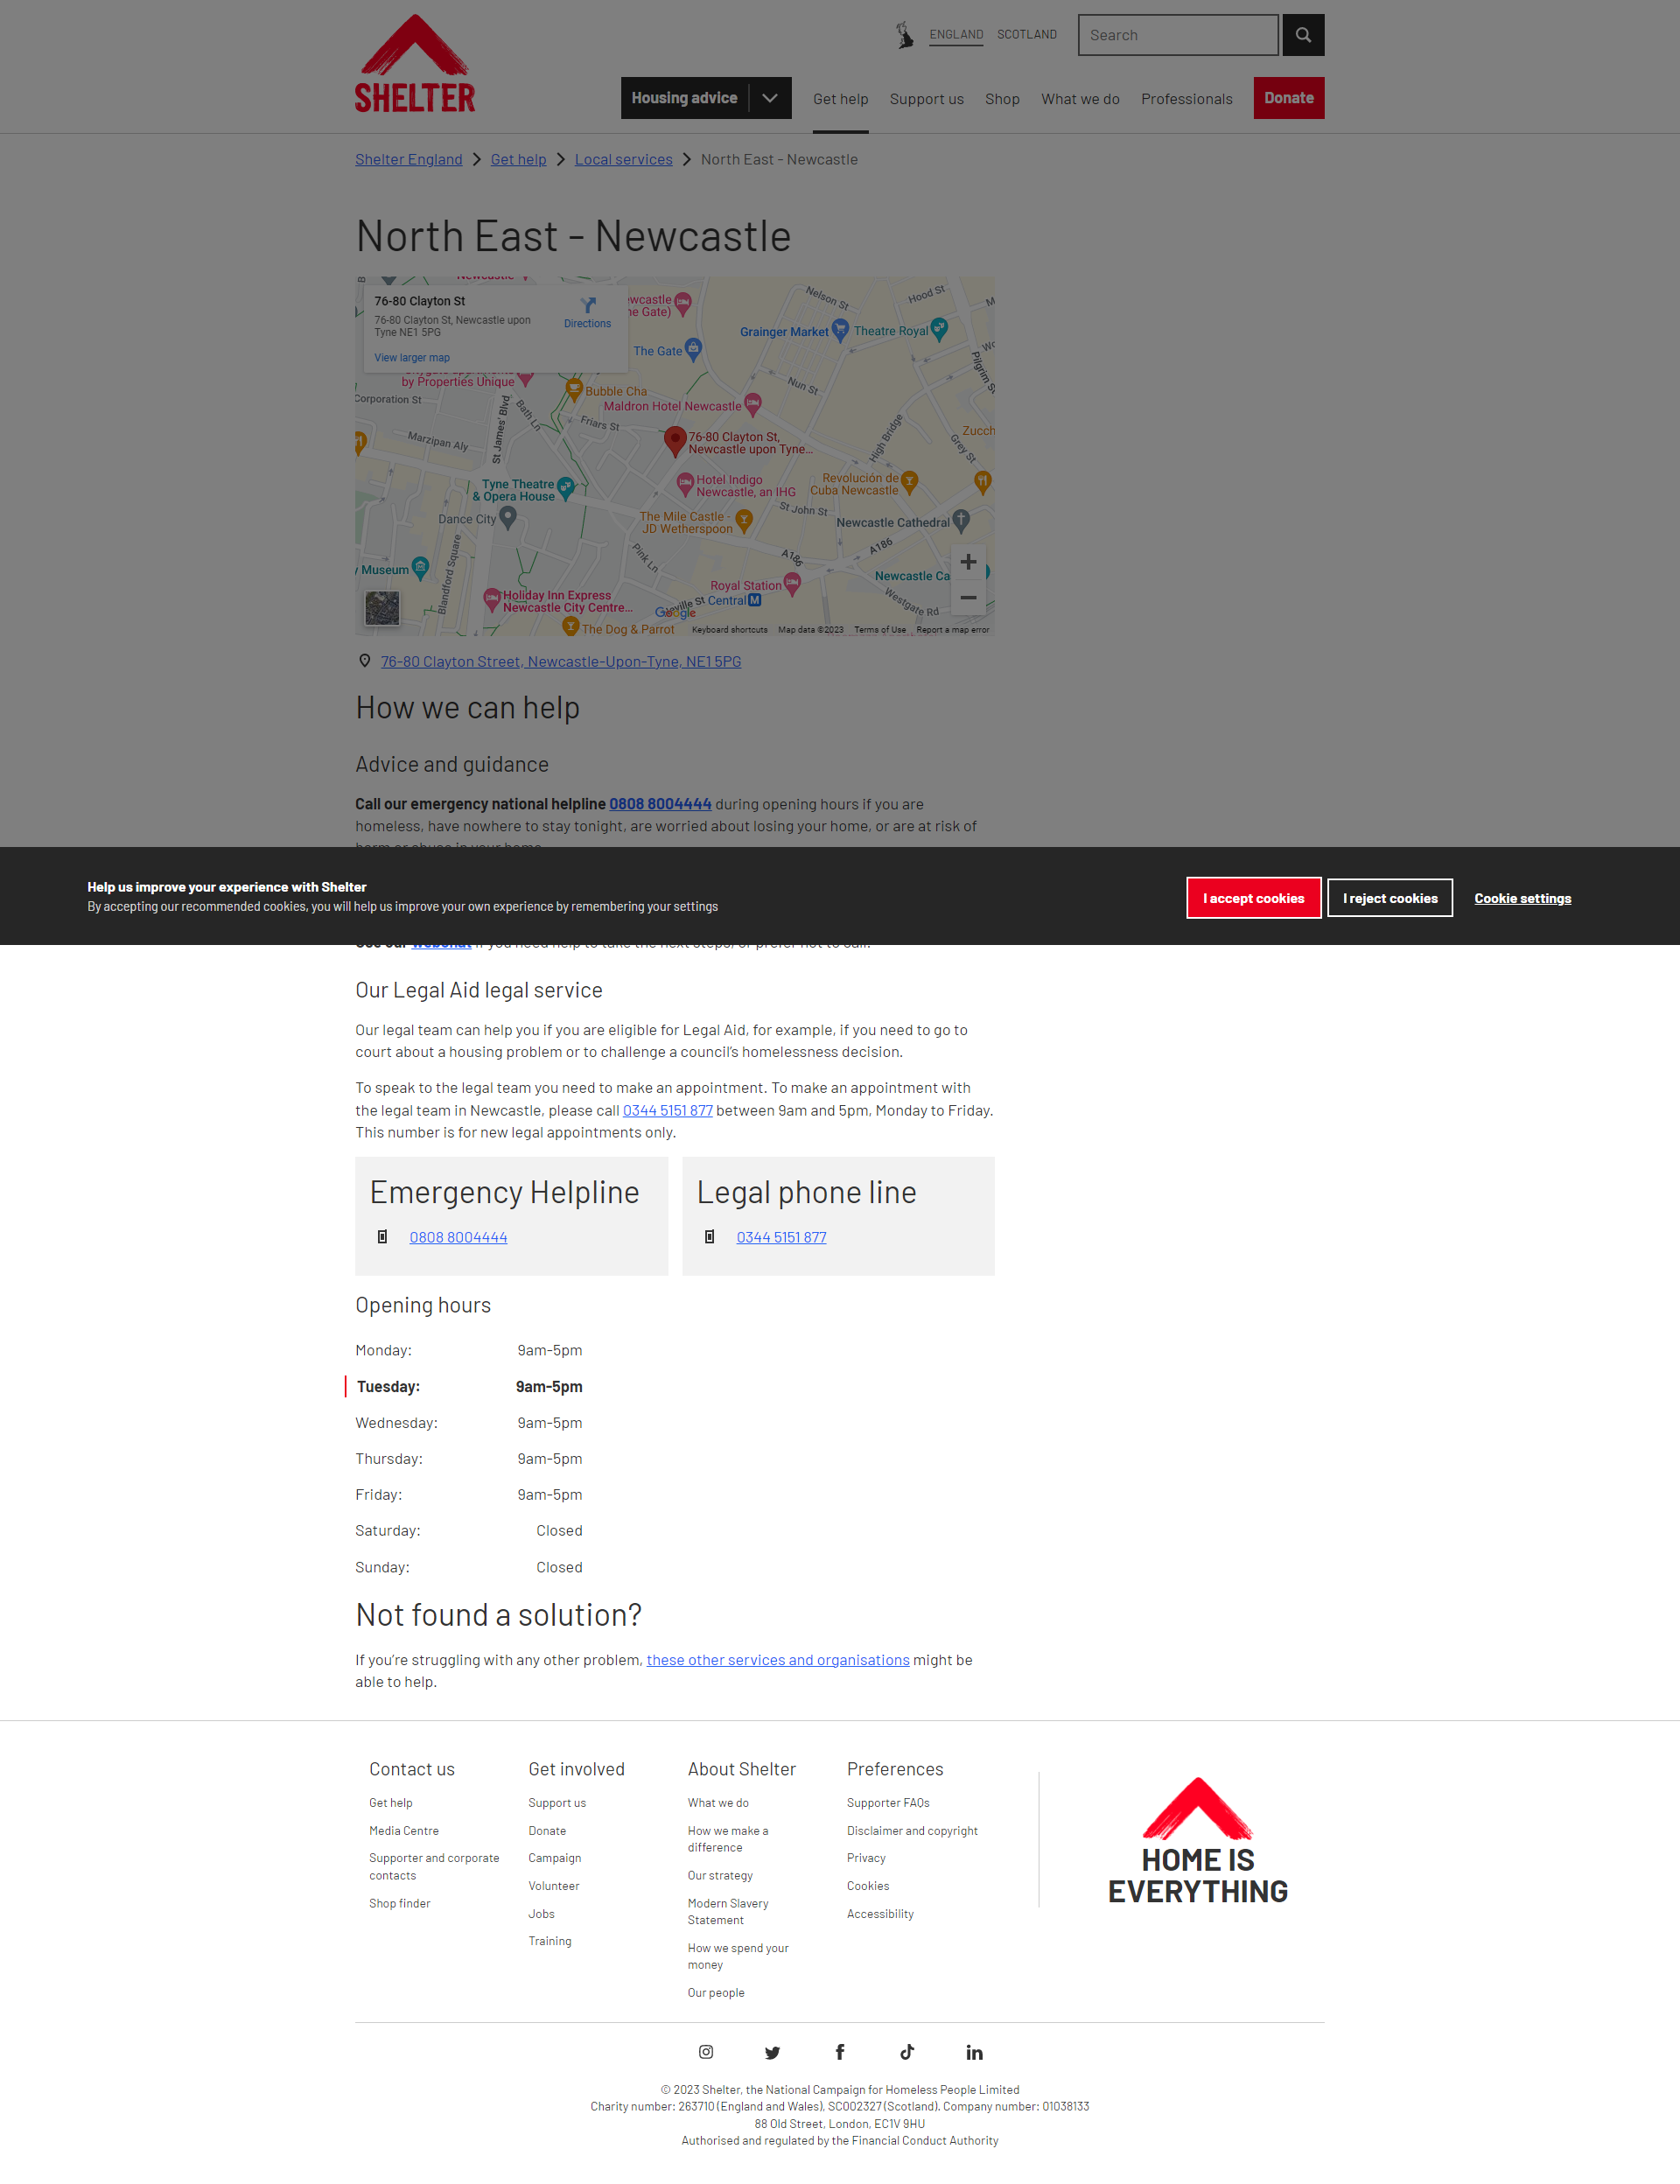 SHELTER
ENGLAND
SCOTLAND
Search
Housing advice
Get help
Support us
Shop
What we do
Professionals
Donate
Shelter England
Get help
Local services
North East - Newcastle
North East - Newcastle
76-80 Clayton St
76-80 Clayton St, Newcastle upon
Tyne NE1 5PG
Directions
View larger map
Nelson St
Hood St
Grainger Market
Theatre Royal
The Gate
Pilgrim St
by Properties Unique
Bubble Cha
Nun St
Corporation St
Maldron Hotel Newcastle
St James' Blvd
Bath Ln
Friars St
High Bridge
Marzipan Aly
76-80 Clayton St,
Newcastle upon Tyne...
Grey St
Tyne Theatre
& Opera House
Hotel Indigo
Newcastle, an IHG
Revolución de
Cuba Newcastle
Dance City
The Mile Castle -
JD Wetherspoon
St John St
Newcastle Cathedral
Blandford Square
Pink Ln
A186
A186
Museum
Royal Station
Newcastle Ca
Holiday Inn Express
Newcastle City Centre...
Central M
Westgate Rd
Google
The Dog & Parrot
Keyboard shortcuts
Map data ©2023
Terms of Use
Report a map error
76-80 Clayton Street, Newcastle-Upon-Tyne, NE1 5PG
How we can help
Advice and guidance
Call our emergency national helpline 0808 8004444 during opening hours if you are
homeless, have nowhere to stay tonight, are worried about losing your home, or are at risk of
harm or abuse in your home
Help us improve your experience with Shelter
By accepting our recommended cookies, you will help us improve your own experience by remembering your settings
I accept cookies
I reject cookies
Cookie settings
Use our webchat if you need help to take the next steps, or prefer not to call.
Our Legal Aid legal service
Our legal team can help you if you are eligible for Legal Aid, for example, if you need to go to
court about a housing problem or to challenge a council's homelessness decision.
To speak to the legal team you need to make an appointment. To make an appointment with
the legal team in Newcastle, please call 0344 5151 877 between 9am and 5pm, Monday to Friday.
This number is for new legal appointments only.
Emergency Helpline
0808 8004444
Legal phone line
0344 5151 877
Opening hours
Monday: 9am-5pm
Tuesday: 9am-5pm
Wednesday: 9am-5pm
Thursday: 9am-5pm
Friday: 9am-5pm
Saturday: Closed
Sunday: Closed
Not found a solution?
If you're struggling with any other problem, these other services and organisations might be
able to help.
Contact us
Get help
Media Centre
Supporter and corporate
contacts
Shop finder
Get involved
Support us
Donate
Campaign
Volunteer
Jobs
Training
About Shelter
What we do
How we make a
difference
Our strategy
Modern Slavery
Statement
How we spend your
money
Our people
Preferences
Supporter FAQs
Disclaimer and copyright
Privacy
Cookies
Accessibility
HOME IS
EVERYTHING
© 2023 Shelter, the National Campaign for Homeless People Limited
Charity number: 263710 (England and Wales), SC002327 (Scotland). Company number: 01038133
88 Old Street, London, EC1V 9HU
Authorised and regulated by the Financial Conduct Authority